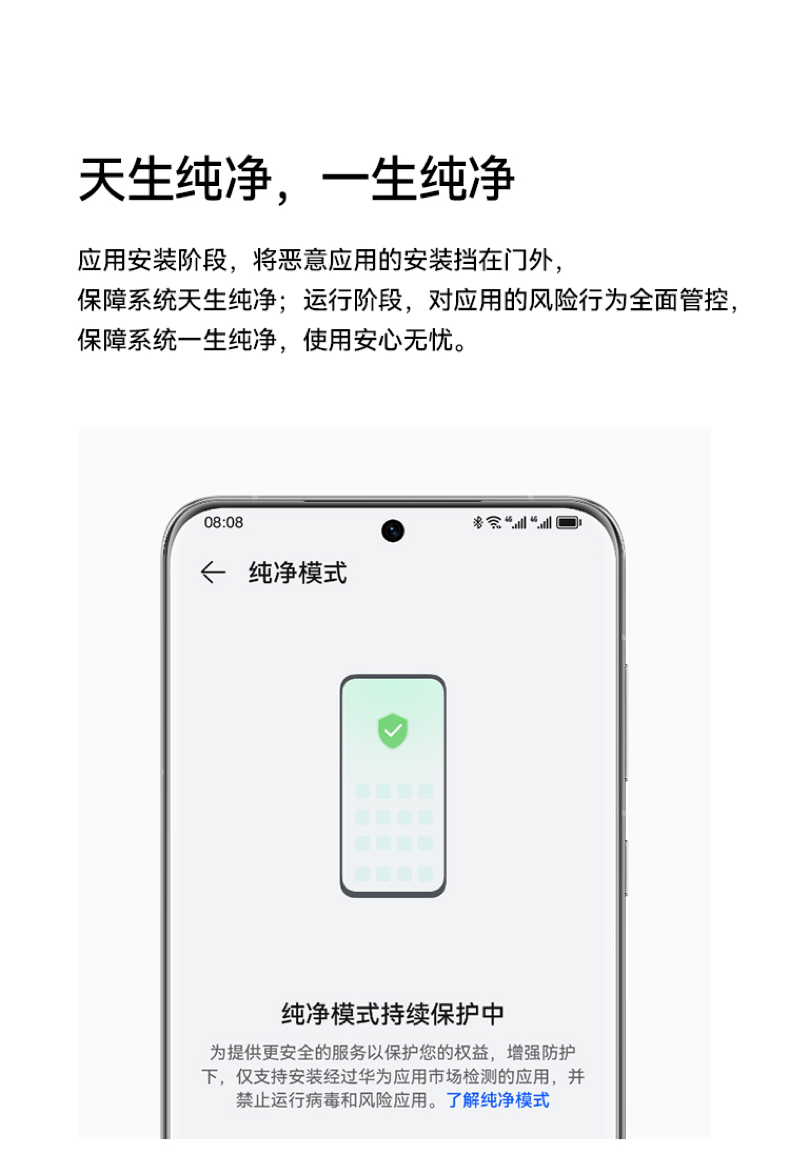 天生纯净，一生纯净
应用安装阶段，将恶意应用的安装挡在门外，
保障系统天生纯净；运行阶段，对应用的风险行为全面管控，
保障系统一生纯净，使用安心无忧。
08:08
4G 4G
纯净模式
纯净模式持续保护中
为提供更安全的服务以保护您的权益，增强防护
下，仅支持安装经过华为应用市场检测的应用，并
禁止运行病毒和风险应用。了解纯净模式